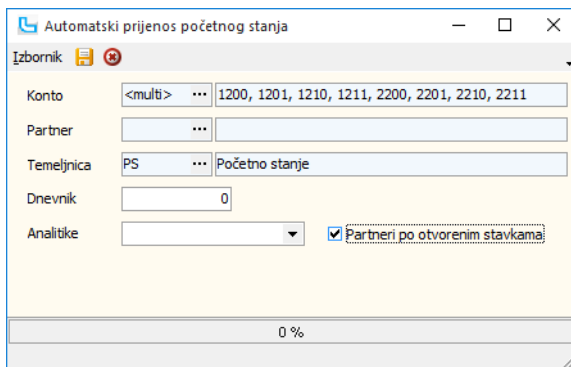 Automatski prijenos početnog stanja
Izbornik
Konto <multi> ... 1200, 1201, 1210, 1211, 2200, 2201, 2210, 2211
Partner ...
Temeljnica PS ... Početno stanje
Dnevnik 0
Analitike Partneri po otvorenim stavkama
0 %